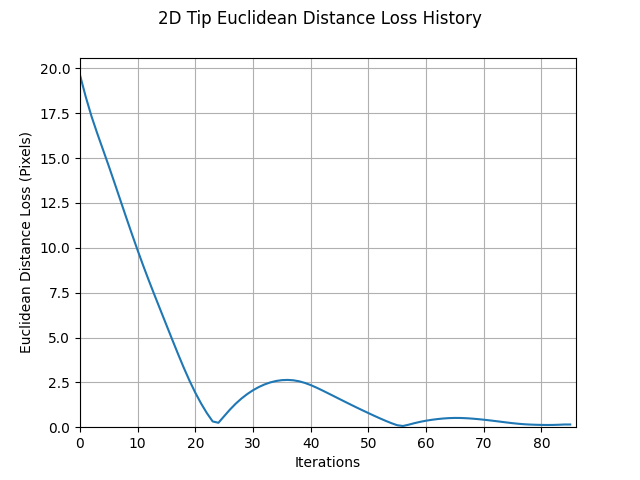 2D Tip Euclidean Distance Loss History
Euclidean Distance Loss (Pixels)
20.0
17.5
15.0
12.5
10.0
7.5
5.0
2.5
0.0
0 10 20 30 40 50 60 70 80
Iterations